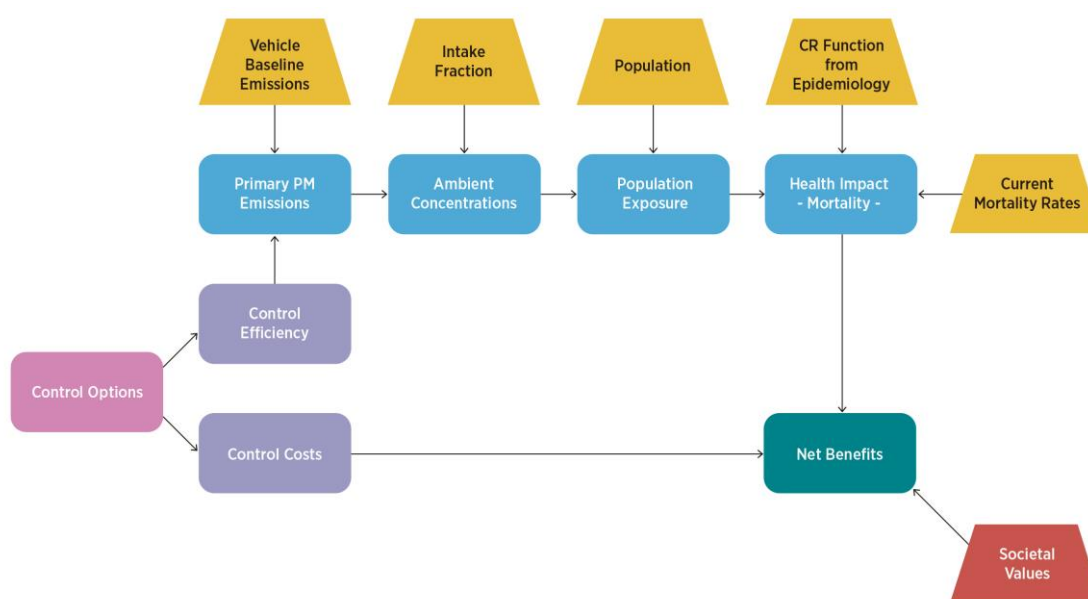 Vehicle
Baseline
Emissions
Intake
Fraction
Population
CR Function
from
Epidemiology
Primary PM
Emissions
Ambient
Concentrations
Population
Exposure
Health Impact
- Mortality -
Current
Mortality Rates
Control
Efficiency
Control Options
Control Costs
Net Benefits
Societal
Values